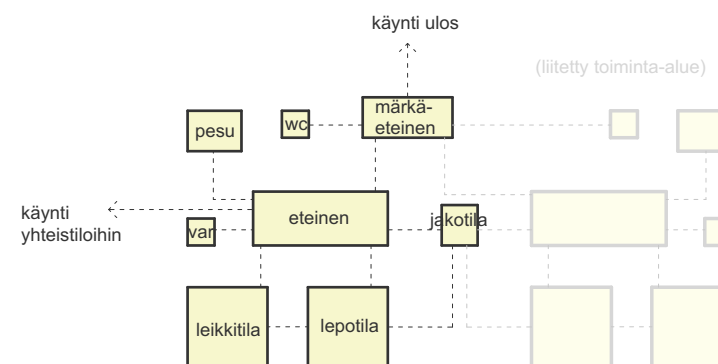 käynti ulos
(liitetty toiminta-alue)
märkä-
eteinen
wc
pesu
käynti
yhteistiloihin
eteinen
jakotila
var
leikkitila
lepotila